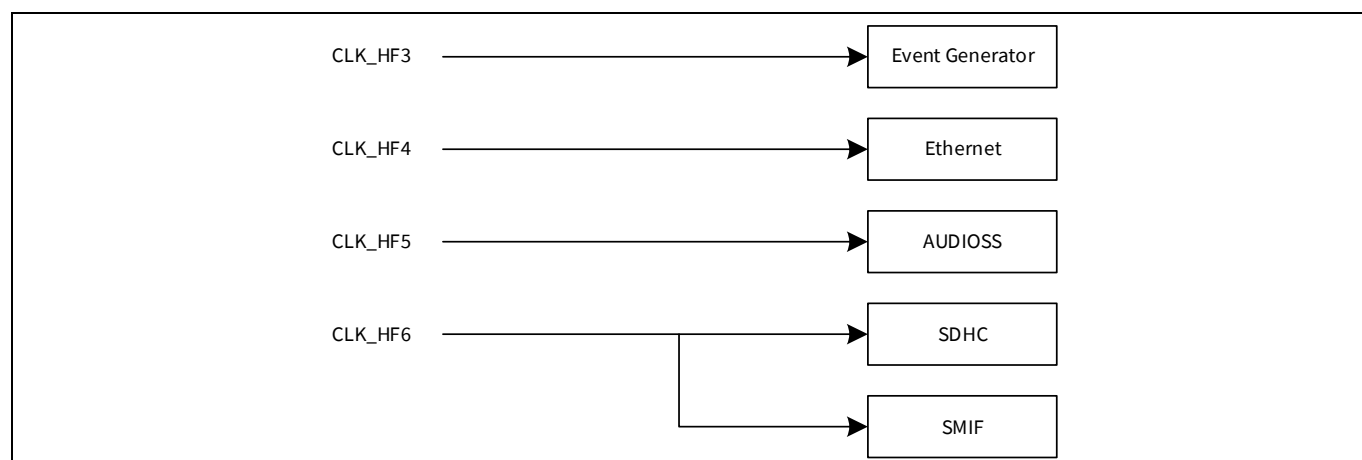 CLK_HF3 Event Generator
CLK_HF4 Ethernet
CLK_HF5 AUDIOSS
CLK_HF6 SDHC
SMIF